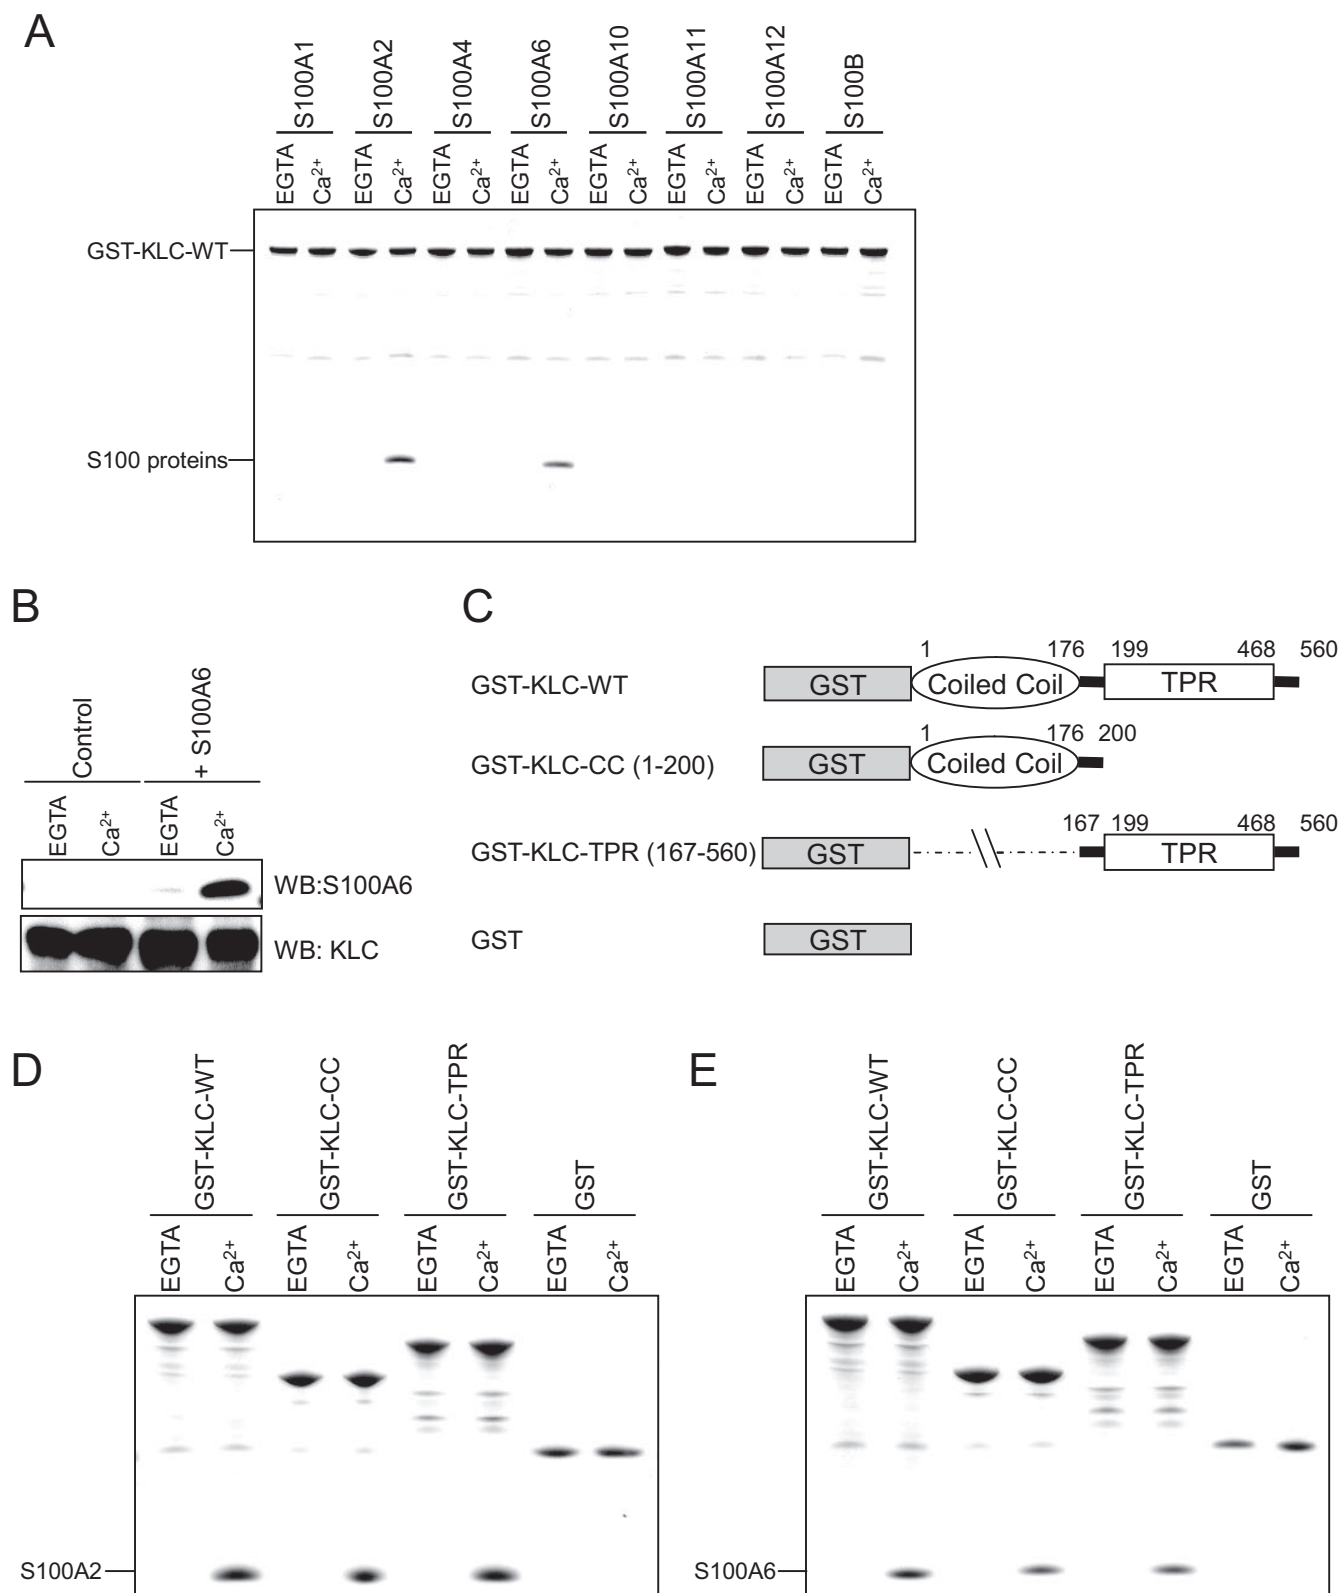 A
S100A1
S100A2
S100A4
S100A6
S100A10
S100A11
S100A12
S100B
EGTA
Ca²⁺
EGTA
Ca²⁺
EGTA
Ca²⁺
EGTA
Ca²⁺
EGTA
Ca²⁺
EGTA
Ca²⁺
EGTA
Ca²⁺
EGTA
Ca²⁺
GST-KLC-WT
S100 proteins
B
Control
+ S100A6
EGTA
Ca²⁺
EGTA
Ca²⁺
WB:S100A6
WB: KLC
C
1 176 199 468 560
GST-KLC-WT GST Coiled Coil TPR
1 176 200
GST-KLC-CC (1-200) GST Coiled Coil
167 199 468 560
GST-KLC-TPR (167-560) GST TPR
GST GST
D
GST-KLC-WT
GST-KLC-CC
GST-KLC-TPR
GST
EGTA
Ca²⁺
EGTA
Ca²⁺
EGTA
Ca²⁺
EGTA
Ca²⁺
S100A2
E
GST-KLC-WT
GST-KLC-CC
GST-KLC-TPR
GST
EGTA
Ca²⁺
EGTA
Ca²⁺
EGTA
Ca²⁺
EGTA
Ca²⁺
S100A6